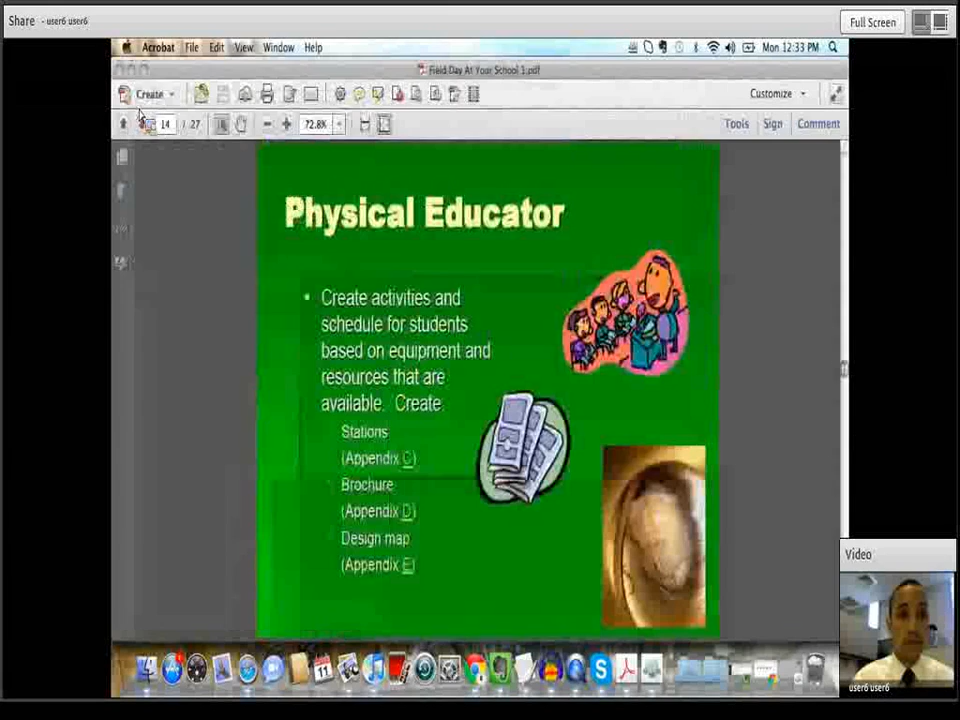 Share - user6 user6
Full Screen
Acrobat File Edit View Window Help
Mon 12:33 PM
Field Day At Your School 1.pdf
Create
Customize
14 / 27
72.8%
Tools Sign Comment
Physical Educator
• Create activities and
schedule for students
based on equipment and
resources that are
available. Create
Stations
(Appendix C)
Brochure
(Appendix D)
Design map
(Appendix E)
11
Video
user6 user6